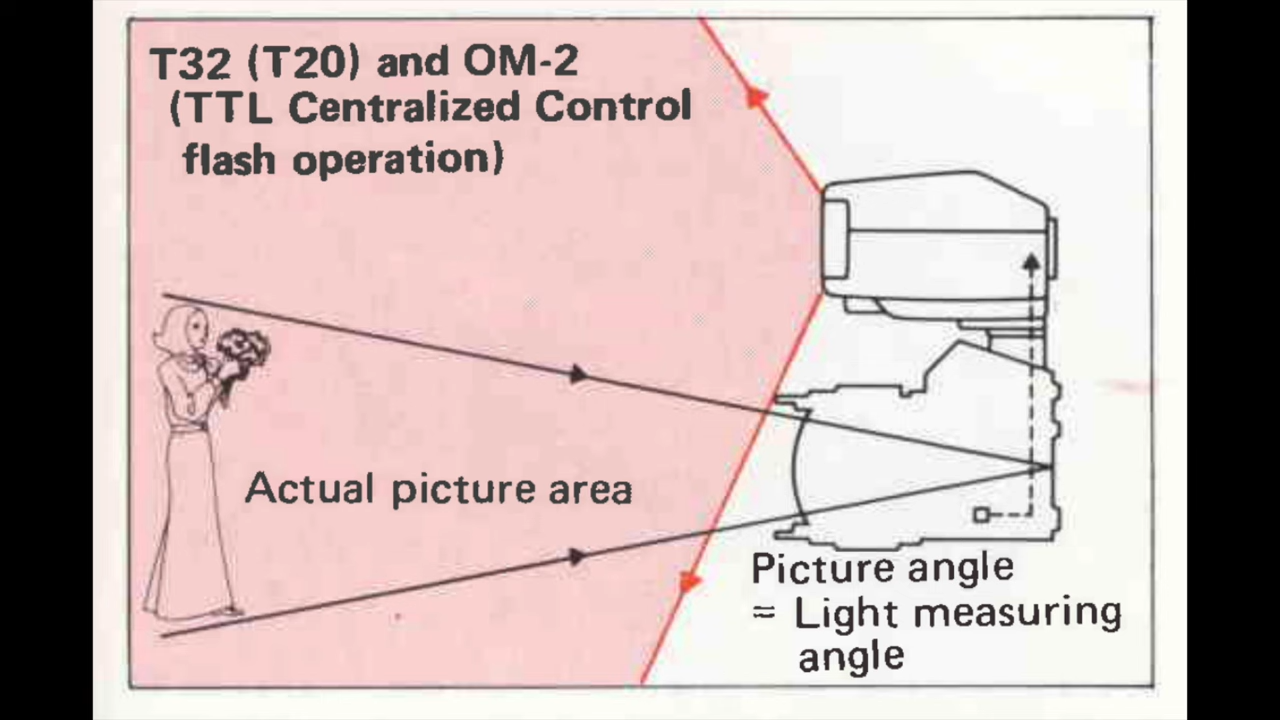 T32 (T20) and OM-2
(TTL Centralized Control
flash operation)
Actual picture area
Picture angle
≈ Light measuring
angle